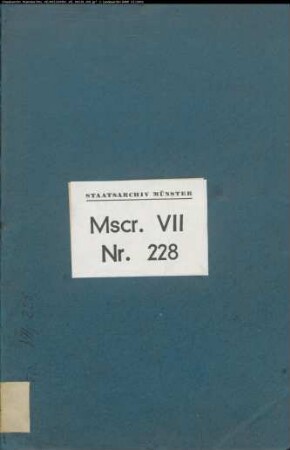 STAATSARCHIV MÜNSTER
Mscr. VII
Nr. 228